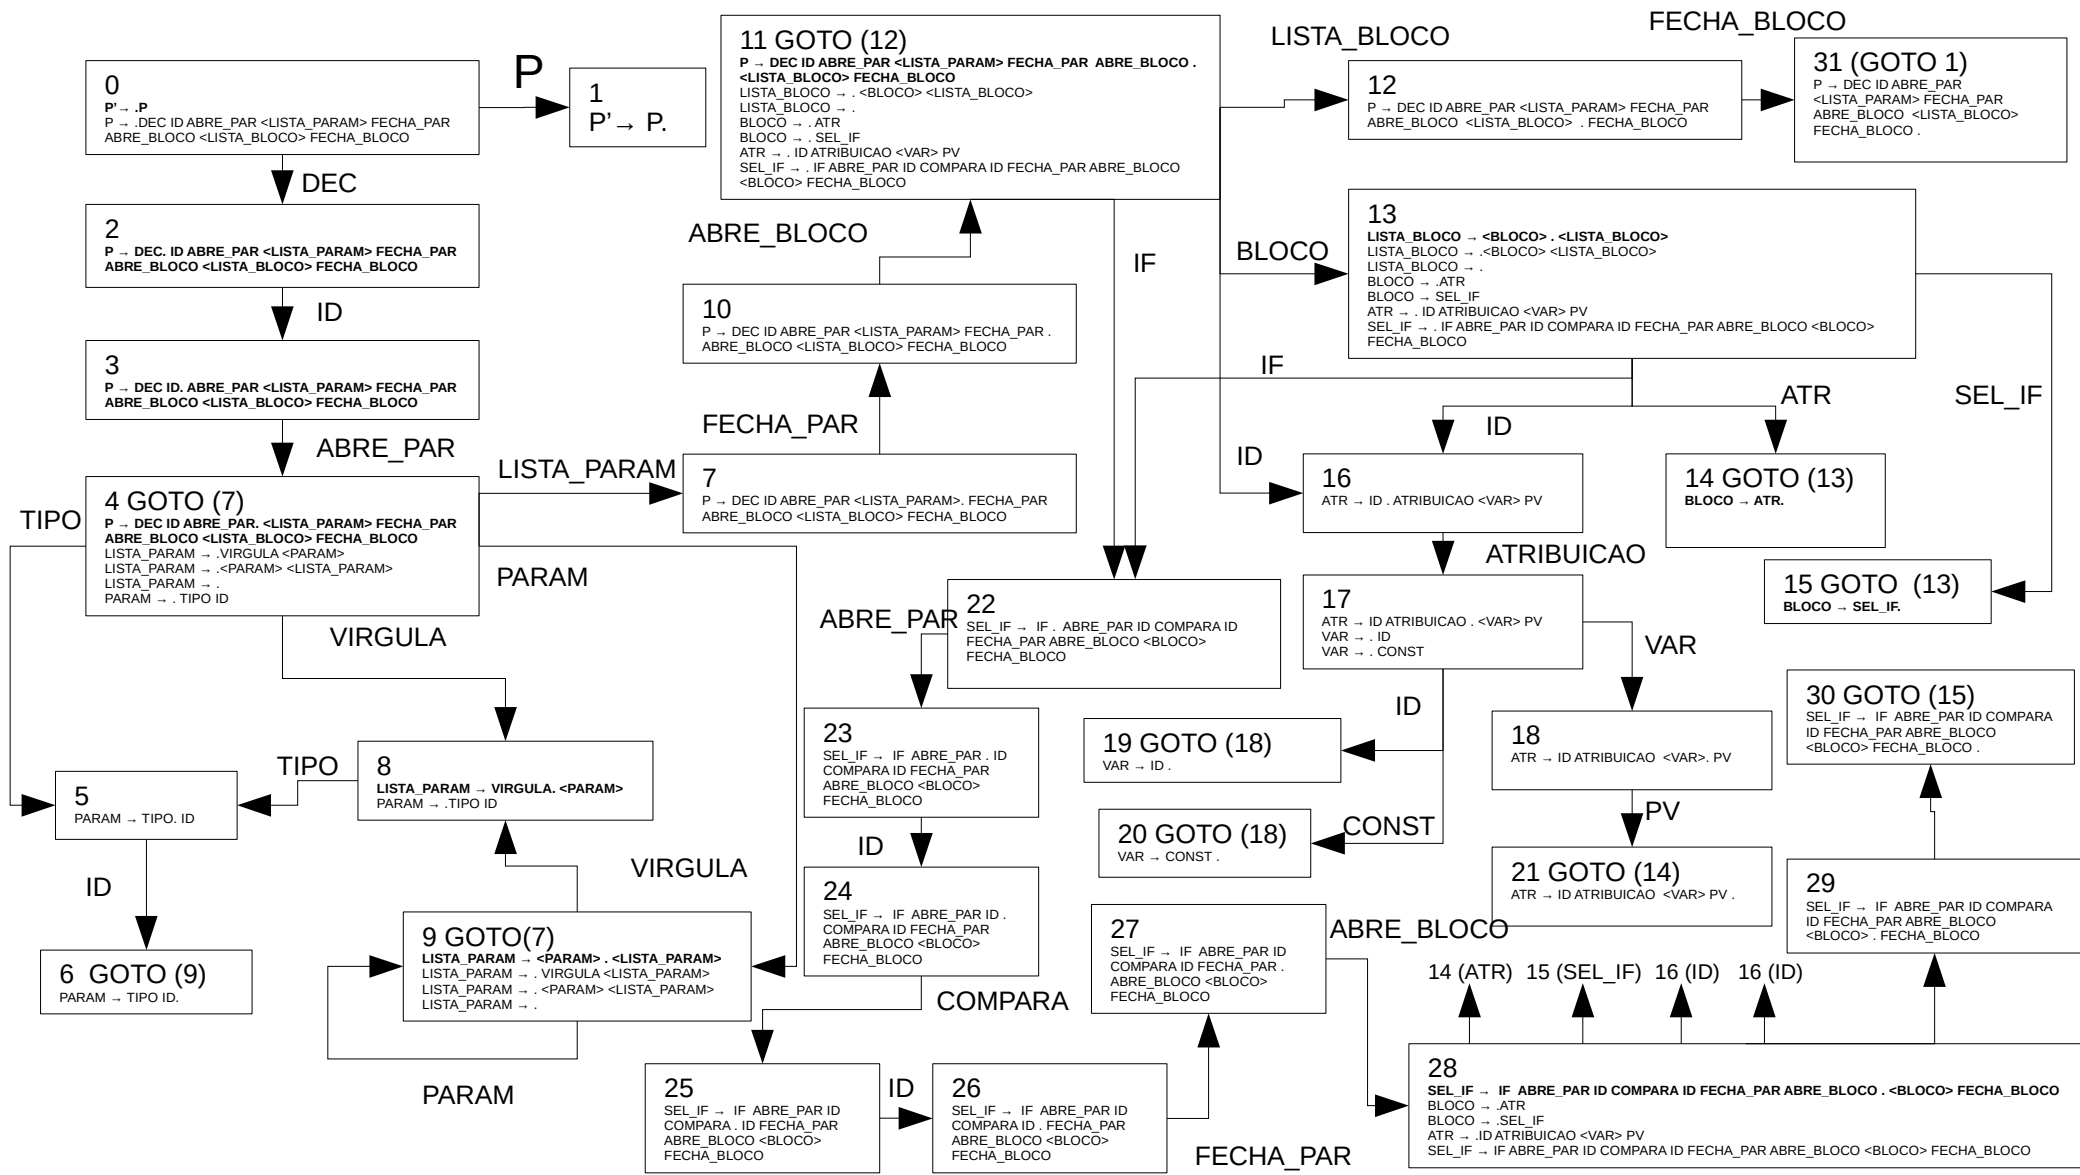 0
P'→ .P
P → .DEC ID ABRE_PAR <LISTA_PARAM> FECHA_PAR
ABRE_BLOCO <LISTA_BLOCO> FECHA_BLOCO
P
1
P'→ P.
DEC
2
P → DEC. ID ABRE_PAR <LISTA_PARAM> FECHA_PAR
ABRE_BLOCO <LISTA_BLOCO> FECHA_BLOCO
ID
3
P → DEC ID. ABRE_PAR <LISTA_PARAM> FECHA_PAR
ABRE_BLOCO <LISTA_BLOCO> FECHA_BLOCO
ABRE_PAR
4 GOTO (7)
P → DEC ID ABRE_PAR. <LISTA_PARAM> FECHA_PAR
ABRE_BLOCO <LISTA_BLOCO> FECHA_BLOCO
LISTA_PARAM → .VIRGULA <PARAM>
LISTA_PARAM → .<PARAM> <LISTA_PARAM>
LISTA_PARAM → .
PARAM → . TIPO ID
TIPO
LISTA_PARAM
PARAM
VIRGULA
5
PARAM → TIPO. ID
TIPO
8
LISTA_PARAM → VIRGULA. <PARAM>
PARAM → .TIPO ID
ID
6 GOTO (9)
PARAM → TIPO ID.
VIRGULA
9 GOTO(7)
LISTA_PARAM → <PARAM> . <LISTA_PARAM>
LISTA_PARAM → . VIRGULA <LISTA_PARAM>
LISTA_PARAM → . <PARAM> <LISTA_PARAM>
LISTA_PARAM → .
PARAM
7
P → DEC ID ABRE_PAR <LISTA_PARAM>. FECHA_PAR
ABRE_BLOCO <LISTA_BLOCO> FECHA_BLOCO
FECHA_PAR
10
P → DEC ID ABRE_PAR <LISTA_PARAM> FECHA_PAR .
ABRE_BLOCO <LISTA_BLOCO> FECHA_BLOCO
ABRE_BLOCO
11 GOTO (12)
P → DEC ID ABRE_PAR <LISTA_PARAM> FECHA_PAR ABRE_BLOCO .
<LISTA_BLOCO> FECHA_BLOCO
LISTA_BLOCO → . <BLOCO> <LISTA_BLOCO>
LISTA_BLOCO → .
BLOCO → . ATR
BLOCO → . SEL_IF
ATR → . ID ATRIBUICAO <VAR> PV
SEL_IF → . IF ABRE_PAR ID COMPARA ID FECHA_PAR ABRE_BLOCO
<BLOCO> FECHA_BLOCO
LISTA_BLOCO
12
P → DEC ID ABRE_PAR <LISTA_PARAM> FECHA_PAR
ABRE_BLOCO <LISTA_BLOCO> . FECHA_BLOCO
FECHA_BLOCO
31 (GOTO 1)
P → DEC ID ABRE_PAR
<LISTA_PARAM> FECHA_PAR
ABRE_BLOCO <LISTA_BLOCO>
FECHA_BLOCO .
IF
BLOCO
13
LISTA_BLOCO → <BLOCO> . <LISTA_BLOCO>
LISTA_BLOCO → .<BLOCO> <LISTA_BLOCO>
LISTA_BLOCO → .
BLOCO → .ATR
BLOCO → SEL_IF
ATR → . ID ATRIBUICAO <VAR> PV
SEL_IF → . IF ABRE_PAR ID COMPARA ID FECHA_PAR ABRE_BLOCO <BLOCO>
FECHA_BLOCO
IF
ID
ID
ATR
SEL_IF
16
ATR → ID . ATRIBUICAO <VAR> PV
14 GOTO (13)
BLOCO → ATR.
15 GOTO (13)
BLOCO → SEL_IF.
ATRIBUICAO
17
ATR → ID ATRIBUICAO . <VAR> PV
VAR → . ID
VAR → . CONST
VAR
ID
18
ATR → ID ATRIBUICAO <VAR>. PV
19 GOTO (18)
VAR → ID .
CONST
20 GOTO (18)
VAR → CONST .
PV
21 GOTO (14)
ATR → ID ATRIBUICAO <VAR> PV .
ABRE_PAR
22
SEL_IF → IF . ABRE_PAR ID COMPARA ID
FECHA_PAR ABRE_BLOCO <BLOCO>
FECHA_BLOCO
23
SEL_IF → IF ABRE_PAR . ID
COMPARA ID FECHA_PAR
ABRE_BLOCO <BLOCO>
FECHA_BLOCO
ID
24
SEL_IF → IF ABRE_PAR ID .
COMPARA ID FECHA_PAR
ABRE_BLOCO <BLOCO>
FECHA_BLOCO
COMPARA
25
SEL_IF → IF ABRE_PAR ID
COMPARA . ID FECHA_PAR
ABRE_BLOCO <BLOCO>
FECHA_BLOCO
ID
26
SEL_IF → IF ABRE_PAR ID
COMPARA ID . FECHA_PAR
ABRE_BLOCO <BLOCO>
FECHA_BLOCO
FECHA_PAR
27
SEL_IF → IF ABRE_PAR ID
COMPARA ID FECHA_PAR .
ABRE_BLOCO <BLOCO>
FECHA_BLOCO
ABRE_BLOCO
14 (ATR)
15 (SEL_IF)
16 (ID)
16 (ID)
28
SEL_IF → IF ABRE_PAR ID COMPARA ID FECHA_PAR ABRE_BLOCO . <BLOCO> FECHA_BLOCO
BLOCO → .ATR
BLOCO → .SEL_IF
ATR → .ID ATRIBUICAO <VAR> PV
SEL_IF → IF ABRE_PAR ID COMPARA ID FECHA_PAR ABRE_BLOCO <BLOCO> FECHA_BLOCO
29
SEL_IF → IF ABRE_PAR ID COMPARA
ID FECHA_PAR ABRE_BLOCO
<BLOCO> . FECHA_BLOCO
30 GOTO (15)
SEL_IF → IF ABRE_PAR ID COMPARA
ID FECHA_PAR ABRE_BLOCO
<BLOCO> FECHA_BLOCO .